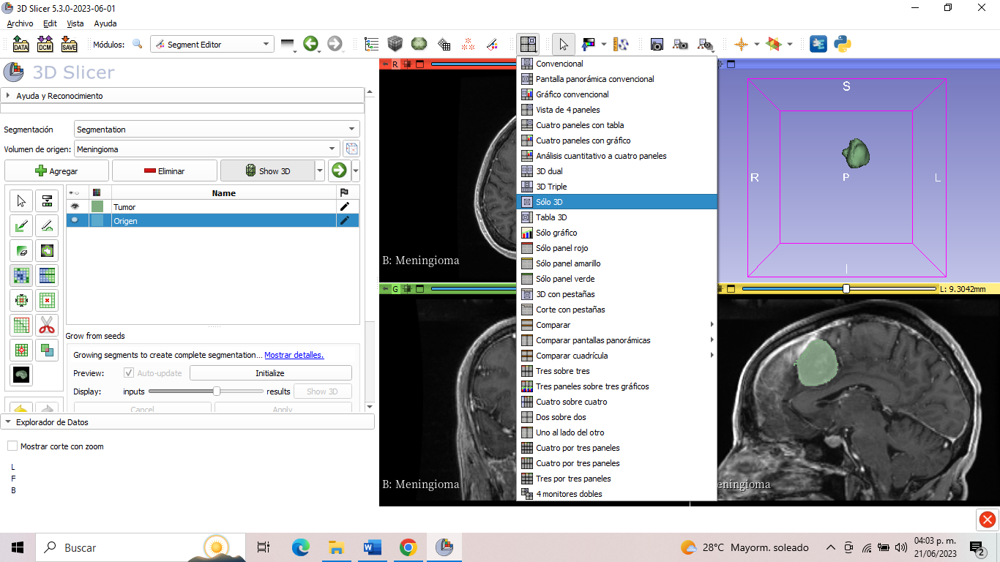 3D Slicer 5.3.0-2023-06-01
Archivo Edit Vista Ayuda
DATA DCM SAVE Módulos: Segment Editor
3D Slicer
Ayuda y Reconocimiento
Segmentación Segmentation
Volumen de origen: Meningioma
Agregar Eliminar Show 3D
Name
Tumor
Origen
Grow from seeds
Growing segments to create complete segmentation... Mostrar detalles.
Preview: Auto-update Initialize
Display: inputs results Show 3D
Cancel Apply
Explorador de Datos
Mostrar corte con zoom
L
F
B
R
B: Meningioma
G
B: Meningioma
Convencional
Pantalla panorámica convencional
Gráfico convencional
Vista de 4 paneles
Cuatro paneles con tabla
Cuatro paneles con gráfico
Análisis cuantitativo a cuatro paneles
3D dual
3D Triple
Sólo 3D
Tabla 3D
Sólo gráfico
Sólo panel rojo
Sólo panel amarillo
Sólo panel verde
3D con pestañas
Corte con pestañas
Comparar
Comparar pantallas panorámicas
Comparar cuadrícula
Tres sobre tres
Tres paneles sobre tres gráficos
Cuatro sobre cuatro
Dos sobre dos
Uno al lado del otro
Cuatro por tres paneles
Cuatro por tres paneles
Tres por tres paneles
4 monitores dobles
S
R P L
I
L: 9.3042mm
eningioma
Buscar
28°C Mayorm. soleado
04:03 p. m.
21/06/2023
2